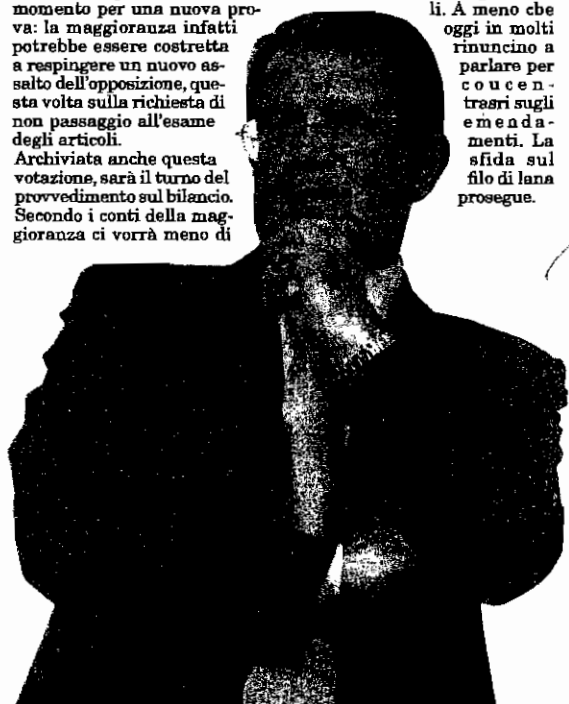 momento per una nuova pro-
va: la maggioranza infatti
potrebbe essere costretta
a respingere un nuovo as-
salto dell'opposizione, que-
sta volta sulla richiesta di
non passaggio all'esame
degli articoli.
Archiviata anche questa
votazione, sarà il turno del
provvedimento sul bilancio.
Secondo i conti della mag-
gioranza ci vorrà meno di
li. A meno che
oggi in molti
rinuncino a
parlare per
coucen-
trasri sugli
emenda-
menti. La
sfida sul
filo di lana
prosegue.